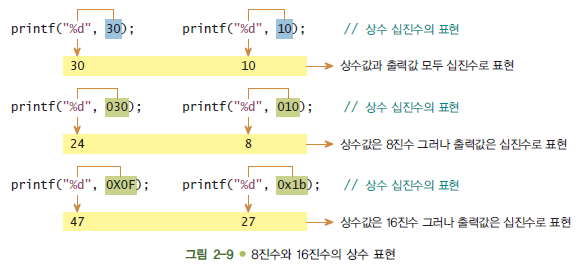 printf("%d", 30); printf("%d", 10); // 상수 십진수의 표현
30 10 상수값과 출력값 모두 십진수로 표현
printf("%d", 030); printf("%d", 010); // 상수 십진수의 표현
24 8 상수값은 8진수 그러나 출력값은 십진수로 표현
printf("%d", 0X0F); printf("%d", 0x1b); // 상수 십진수의 표현
47 27 상수값은 16진수 그러나 출력값은 십진수로 표현
그림 2-9 ● 8진수와 16진수의 상수 표현